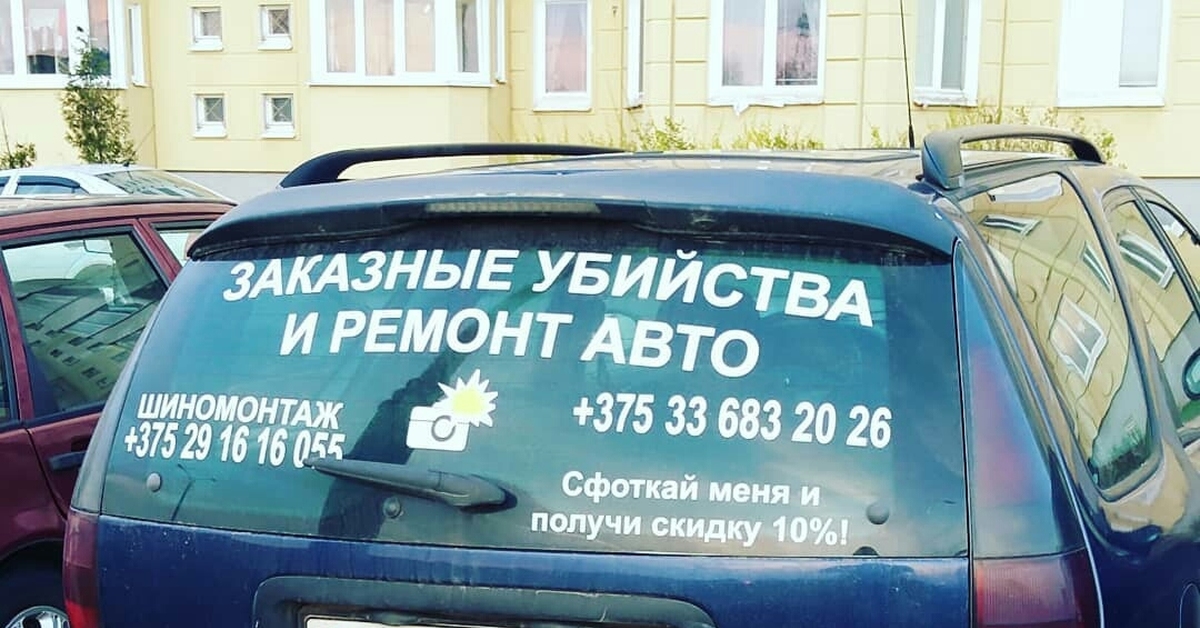 ЗАКАЗНЫЕ УБИЙСТВА
И РЕМОНТ АВТО
ШИНОМОНТАЖ
+375 29 16 16 055
+375 33 683 20 26
Сфоткай меня и
получи скидку 10%!